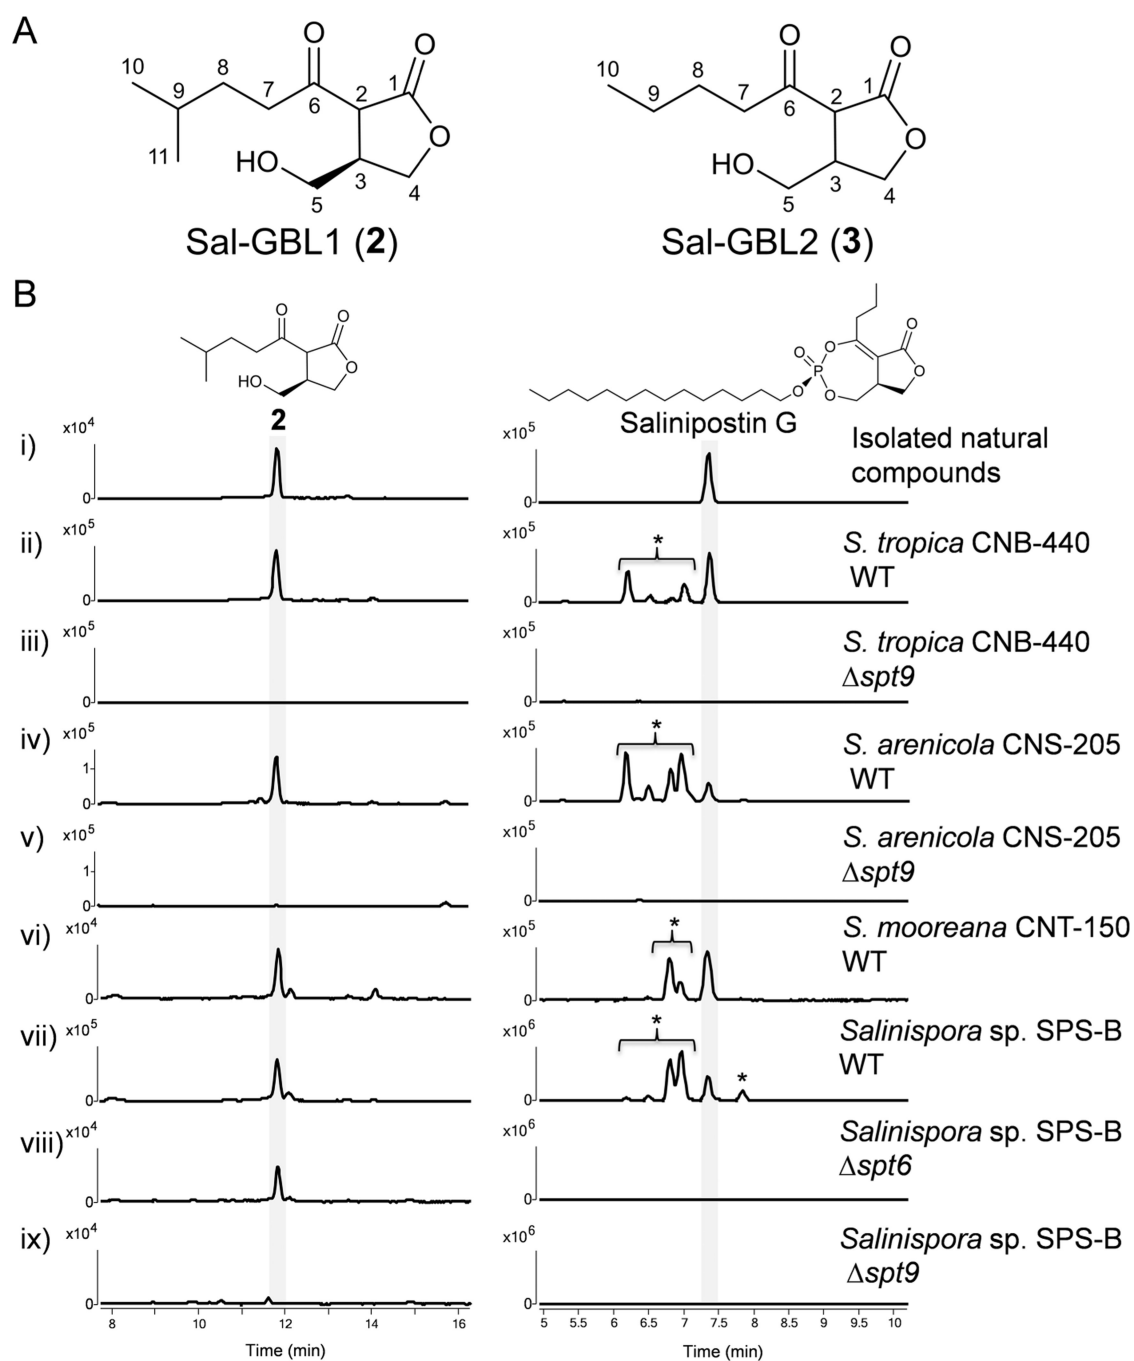 A
O
O
10
9
8
7
6
2
1
O
11
HO
3
4
5
Sal-GBL1 (2)
O
O
10
9
8
7
6
2
1
O
HO
3
4
5
Sal-GBL2 (3)
B
O
O
O
HO
2
O
O
O
O
P
O
O
Salinipostin G
i)
x10⁴
0
x10⁵
0
Isolated natural
compounds
ii)
x10⁵
0
x10⁵
0
*
S. tropica CNB-440
WT
iii)
x10⁵
0
x10⁵
0
S. tropica CNB-440
Δspt9
iv)
x10⁵
1
0
x10⁵
0
*
S. arenicola CNS-205
WT
v)
x10⁵
1
0
x10⁵
0
S. arenicola CNS-205
Δspt9
vi)
x10⁴
0
x10⁵
0
*
S. mooreana CNT-150
WT
vii)
x10⁵
0
x10⁶
0
*
*
Salinispora sp. SPS-B
WT
viii)
x10⁴
0
x10⁶
0
Salinispora sp. SPS-B
Δspt6
ix)
x10⁴
0
x10⁶
0
Salinispora sp. SPS-B
Δspt9
8 10 12 14 16
5 5.5 6 6.5 7 7.5 8 8.5 9 9.5 10
Time (min)
Time (min)